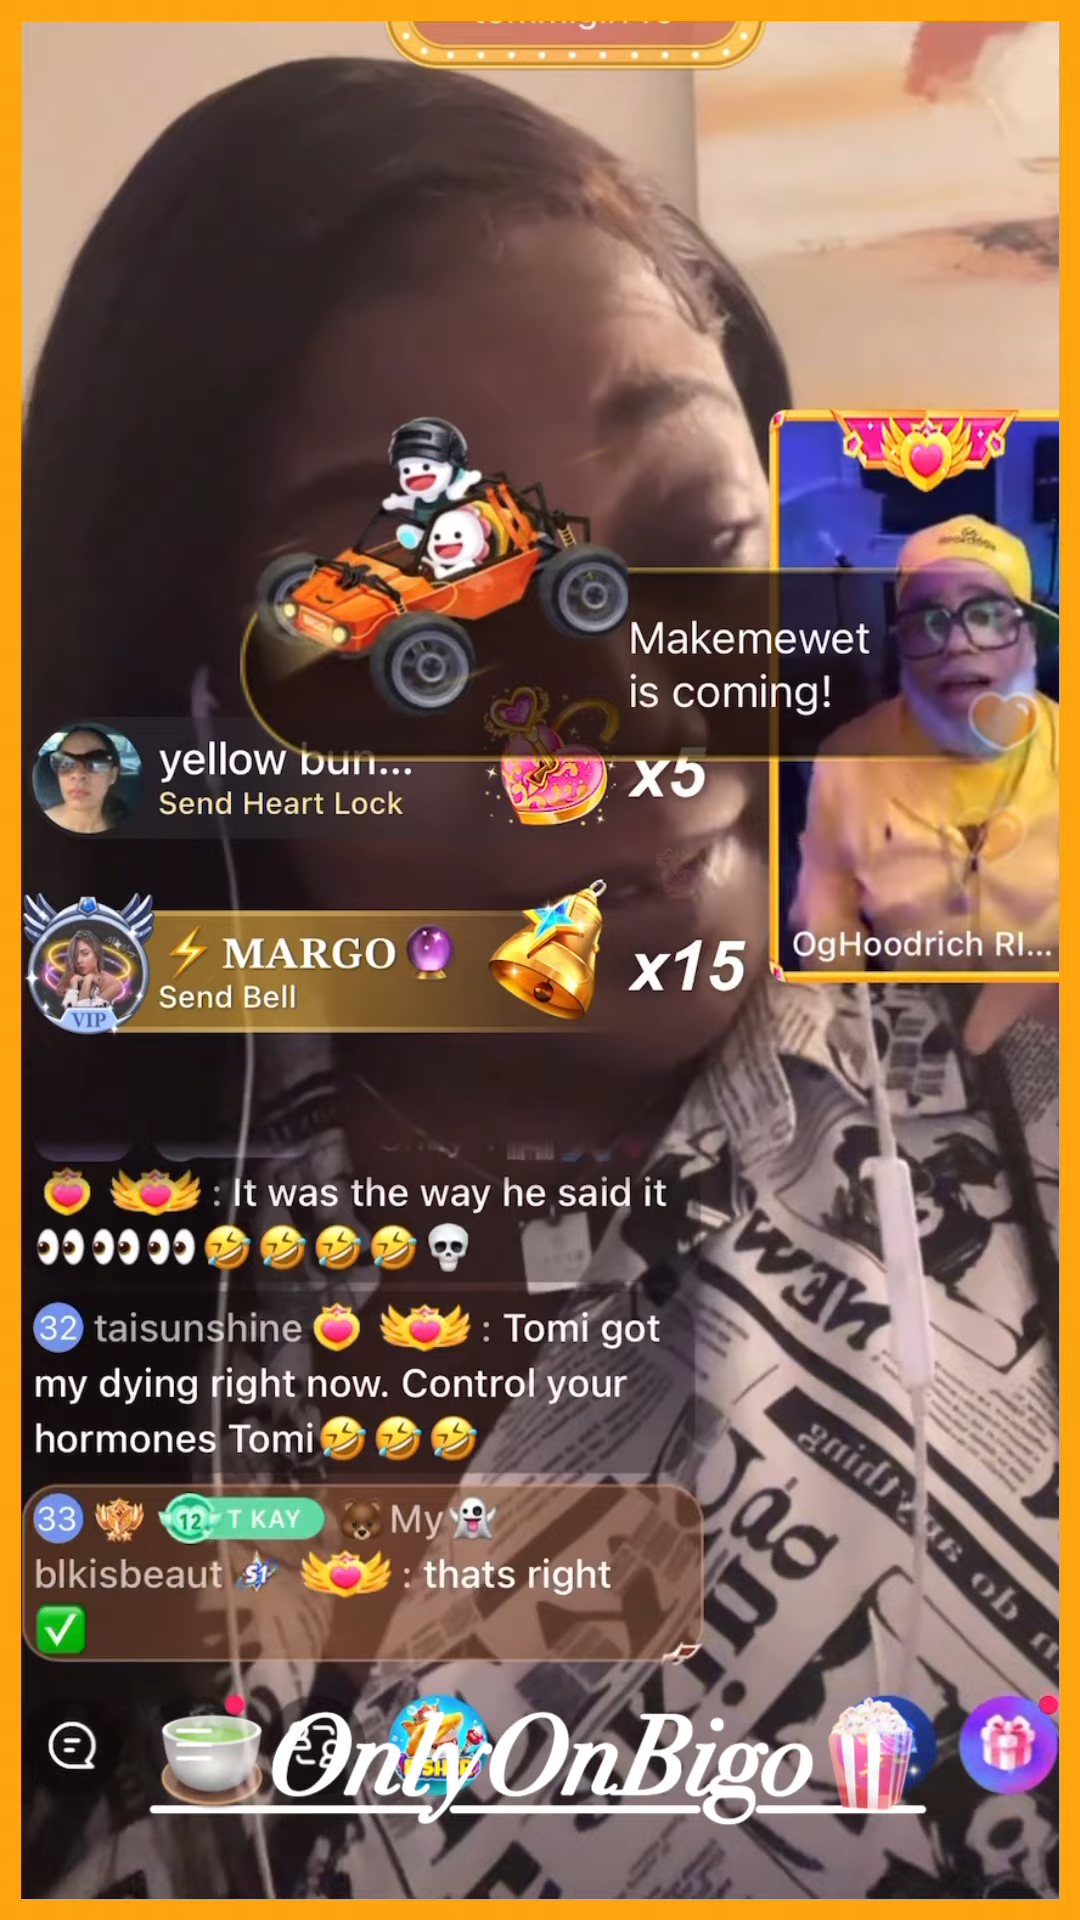 Makemewet
is coming!
yellow bun...
Send Heart Lock
x5
⚡ MARGO🔮
Send Bell
x15
VIP
OgHoodrich RI...
: It was the way he said it
👀👀👀🤣🤣🤣🤣💀
32 taisunshine : Tomi got
my dying right now. Control your
hormones Tomi🤣🤣🤣
33 12 T KAY 🐻My👻
blkisbeaut S1 : thats right
✅
🍵OnlyOnBigo🍿